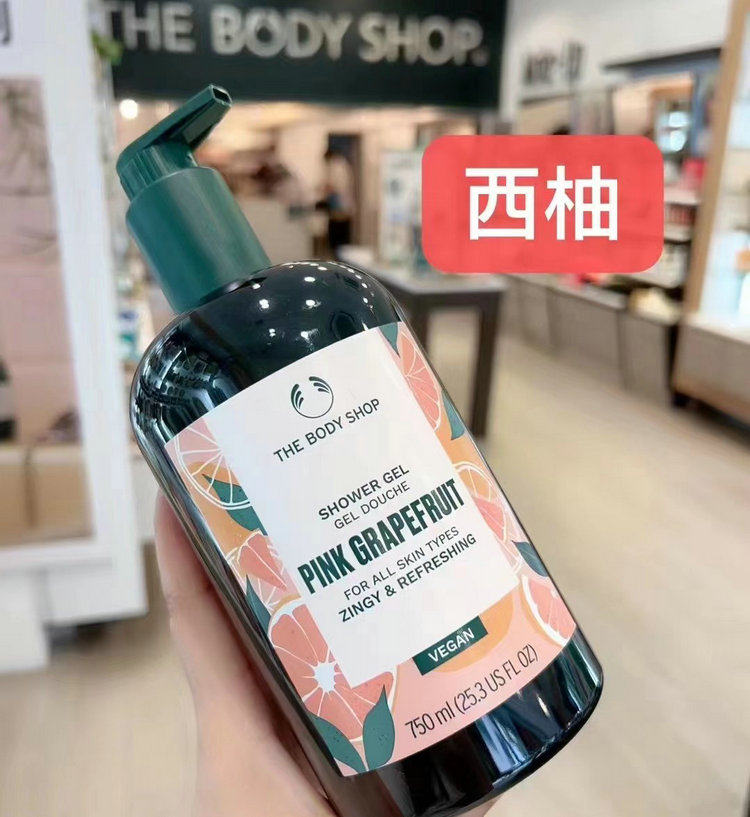 THE BODY SHOP
西柚
THE BODY SHOP
SHOWER GEL
GEL DOUCHE
PINK GRAPEFRUIT
FOR ALL SKIN TYPES
ZINGY & REFRESHING
VEGAN
750 ml (25.3 US FL OZ)